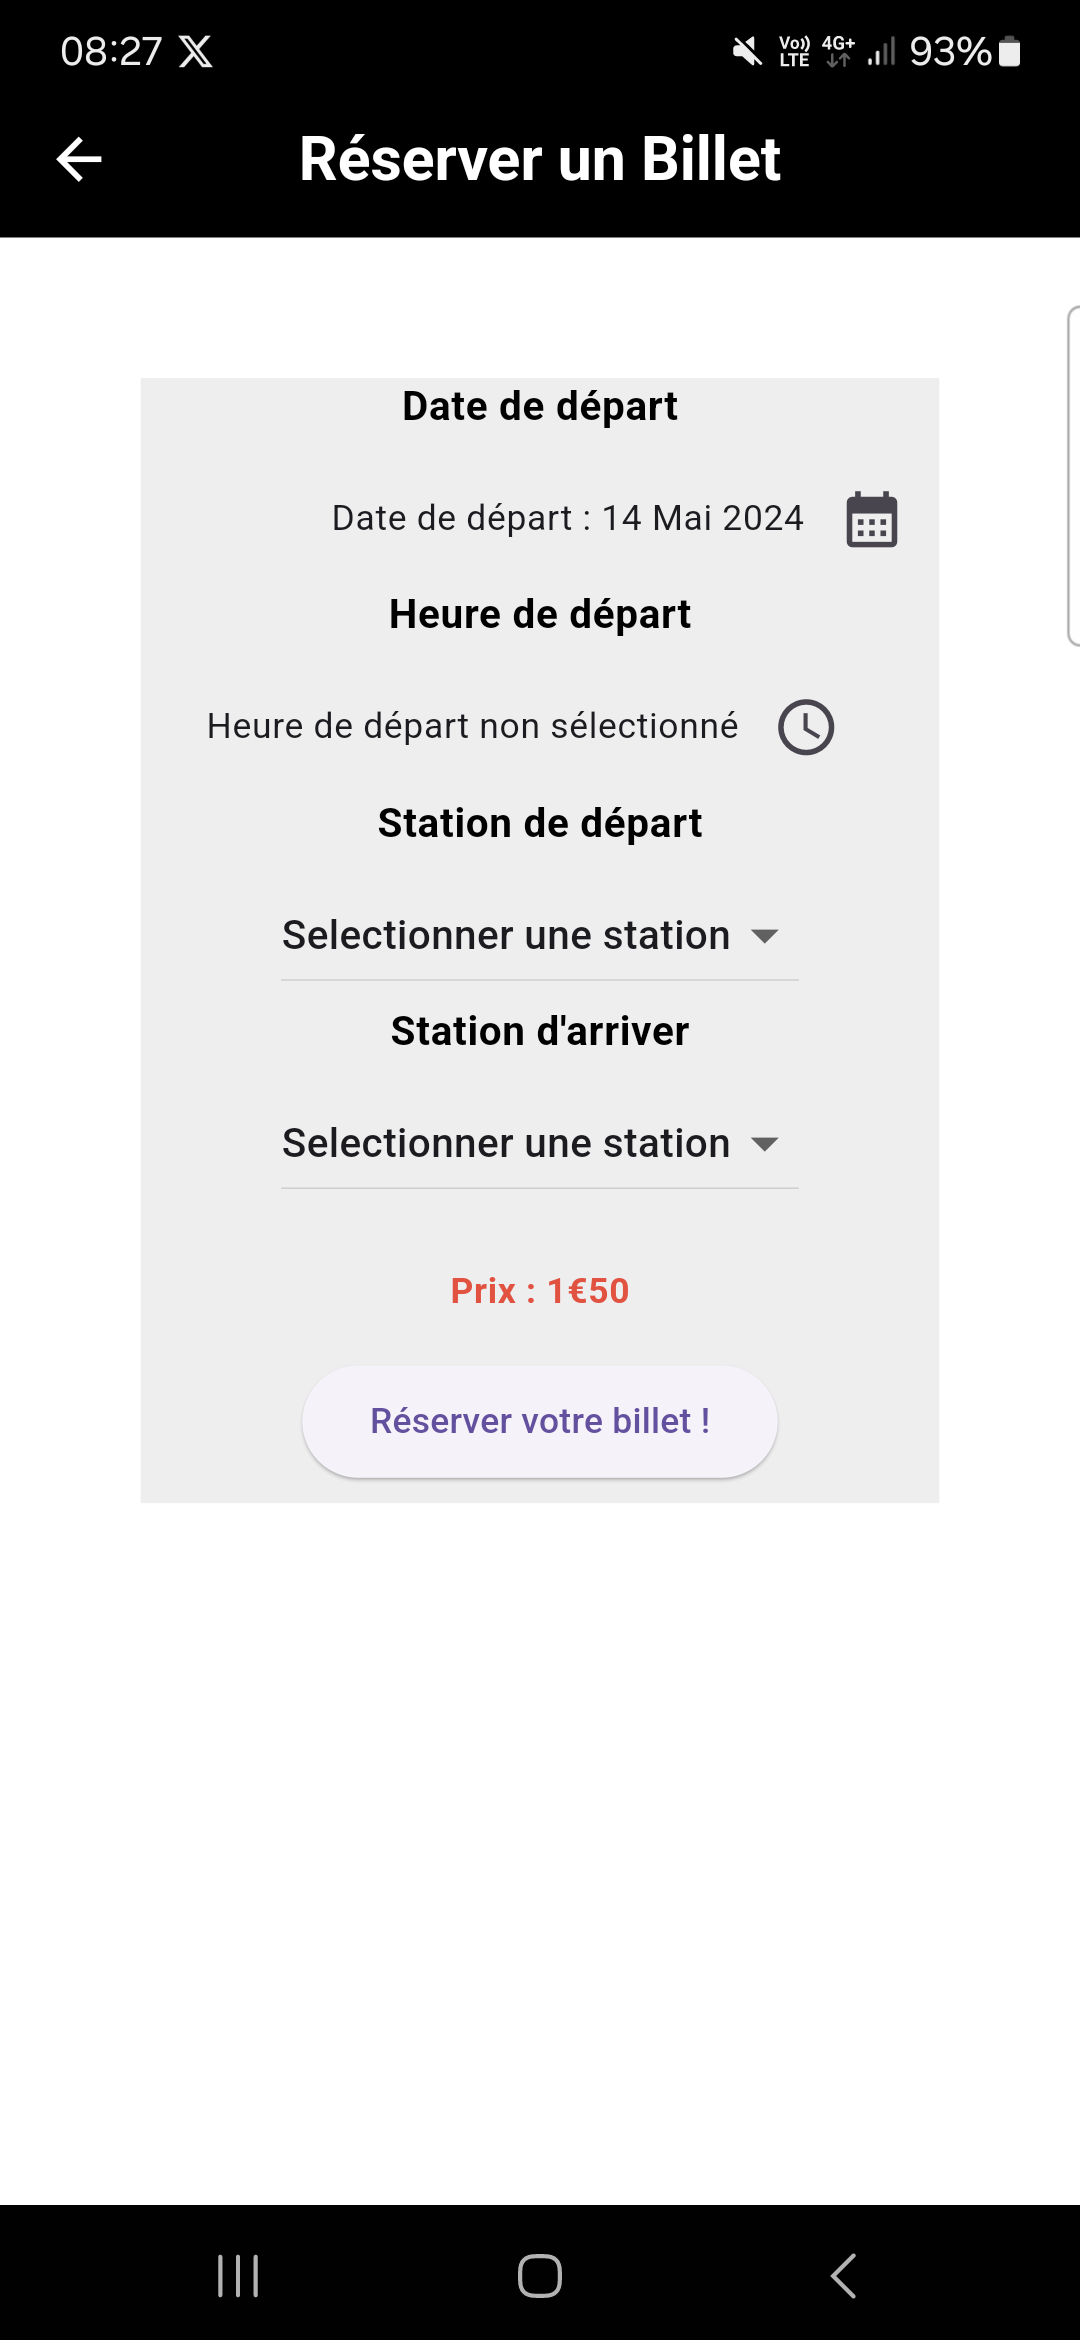 08:27
Vo)) LTE 4G+ 93%
Réserver un Billet
Date de départ
Date de départ : 14 Mai 2024
Heure de départ
Heure de départ non sélectionné
Station de départ
Selectionner une station
Station d'arriver
Selectionner une station
Prix : 1€50
Réserver votre billet !